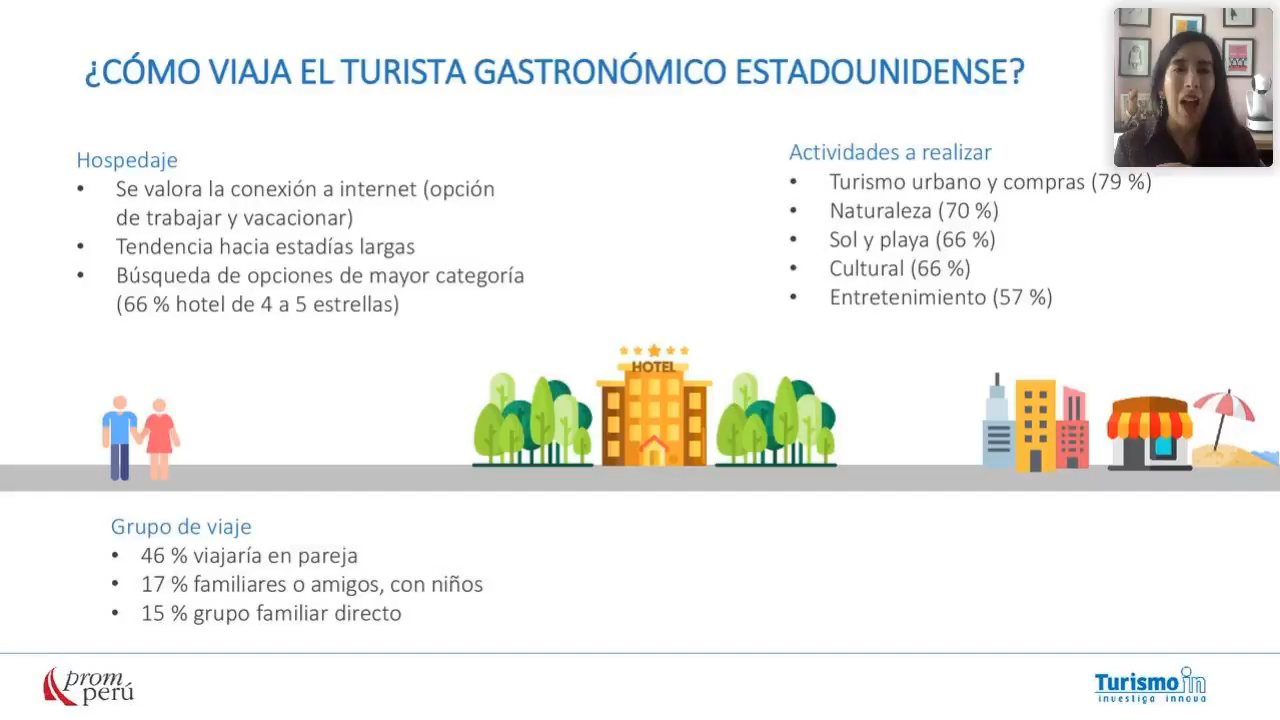 ¿CÓMO VIAJA EL TURISTA GASTRONÓMICO ESTADOUNIDENSE?
Hospedaje
• Se valora la conexión a internet (opción
de trabajar y vacacionar)
• Tendencia hacia estadías largas
• Búsqueda de opciones de mayor categoría
(66 % hotel de 4 a 5 estrellas)
Actividades a realizar
• Turismo urbano y compras (79 %)
• Naturaleza (70 %)
• Sol y playa (66 %)
• Cultural (66 %)
• Entretenimiento (57 %)
HOTEL
Grupo de viaje
• 46 % viajaría en pareja
• 17 % familiares o amigos, con niños
• 15 % grupo familiar directo
prom
perú
Turismo in
investiga innova